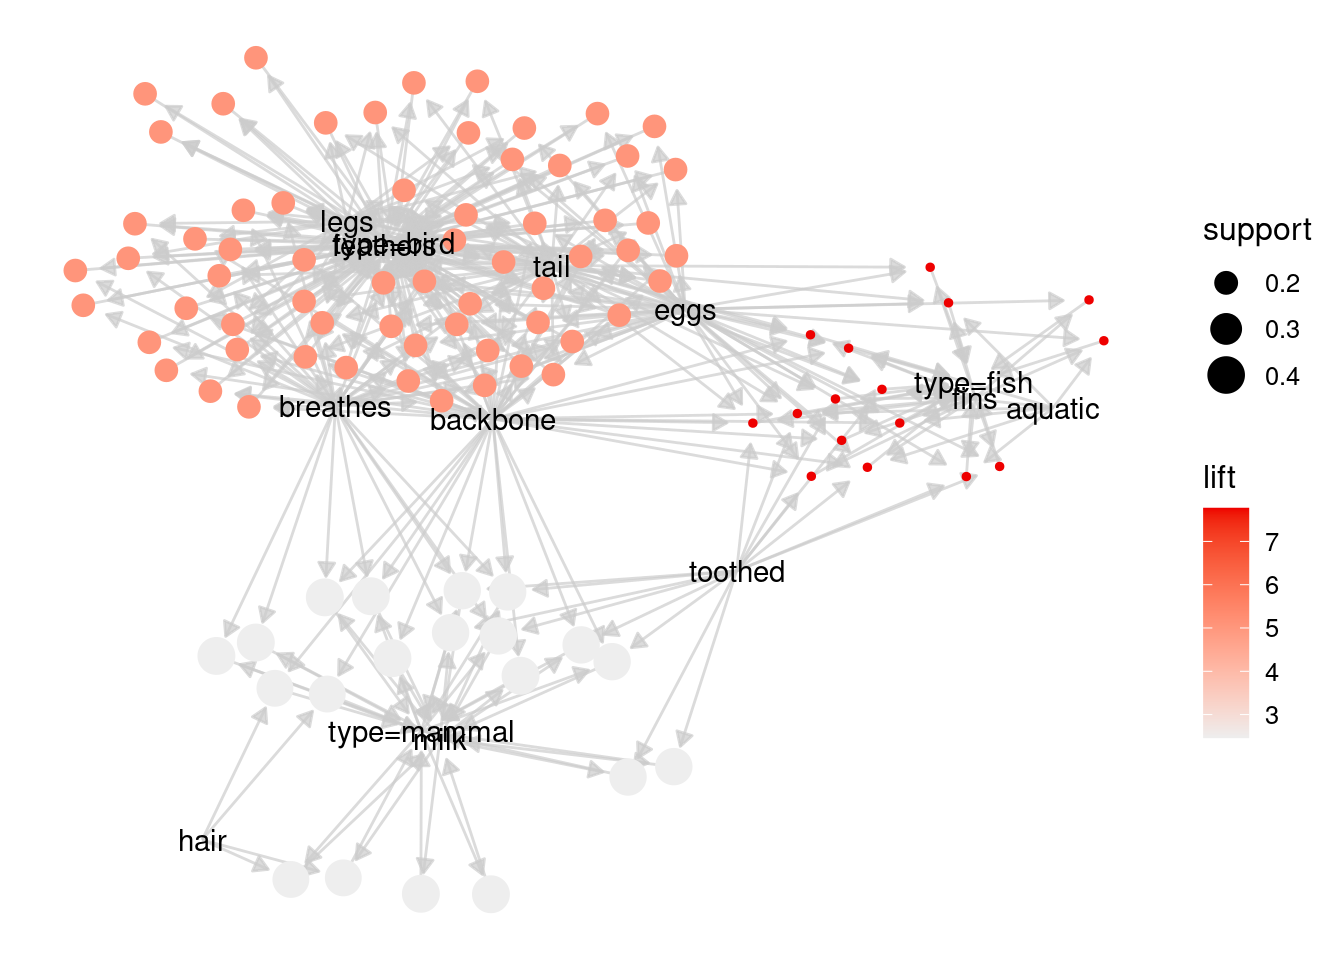 legs
type=bird
feathers
tail
eggs
type=fish
fins
aquatic
breathes
backbone
toothed
type=mammal
milk
hair
support
0.2
0.3
0.4
lift
7
6
5
4
3